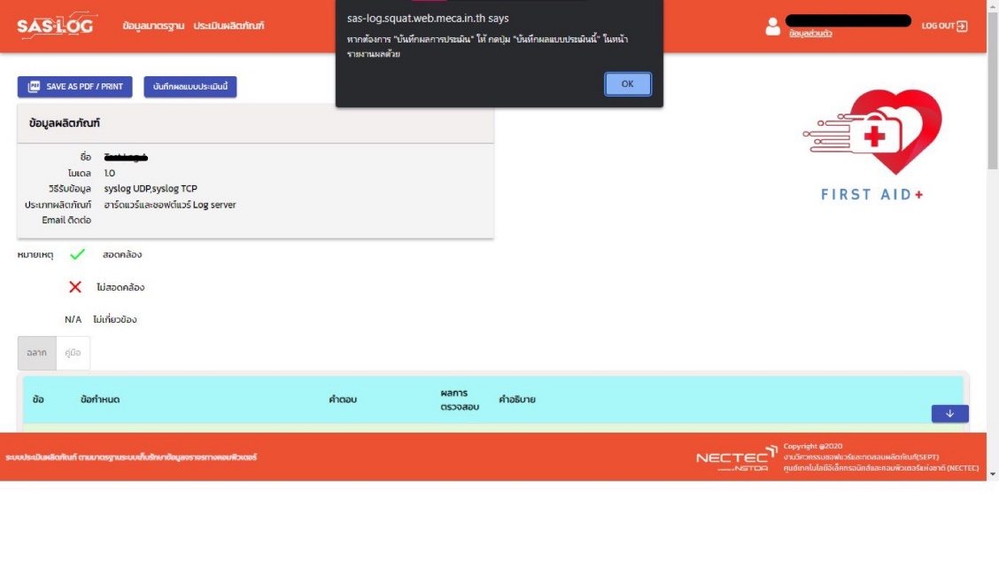 SAS-LOG
ข้อมูลมาตรฐาน ประเมินผลิตภัณฑ์
sas-log.squat.web.meca.in.th says
หากต้องการ "บันทึกผลการประเมิน" ให้ กดปุ่ม "บันทึกผลแบบประเมินนี้" ในหน้า
รายงานผลด้วย
OK
ข้อมูลส่วนตัว
LOG OUT
SAVE AS PDF / PRINT
บันทึกผลแบบประเมินนี้
ข้อมูลผลิตภัณฑ์
ชื่อ
โมเดล 1.0
วิธีรับข้อมูล syslog UDP,syslog TCP
ประเภทผลิตภัณฑ์ ฮาร์ดแวร์และซอฟต์แวร์ Log server
Email ติดต่อ
FIRST AID+
หมายเหตุ สอดคล้อง
ไม่สอดคล้อง
N/A ไม่เกี่ยวข้อง
ฉลาก คู่มือ
ข้อ ข้อกำหนด คำตอบ ผลการ
ตรวจสอบ คำอธิบาย
ระบบประเมินผลิตภัณฑ์ ตามมาตรฐานระบบเก็บรักษาข้อมูลจราจรทางคอมพิวเตอร์
NECTEC
NSTDA
Copyright @2020
งานวิศวกรรมซอฟต์แวร์และทดสอบผลิตภัณฑ์(SEPT)
ศูนย์เทคโนโลยีอิเล็กทรอนิกส์และคอมพิวเตอร์แห่งชาติ (NECTEC)